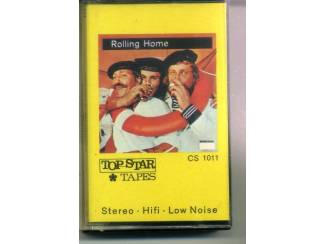 Rolling Home
TOP STAR
TAPES
CS 1011
Stereo · Hifi · Low Noise